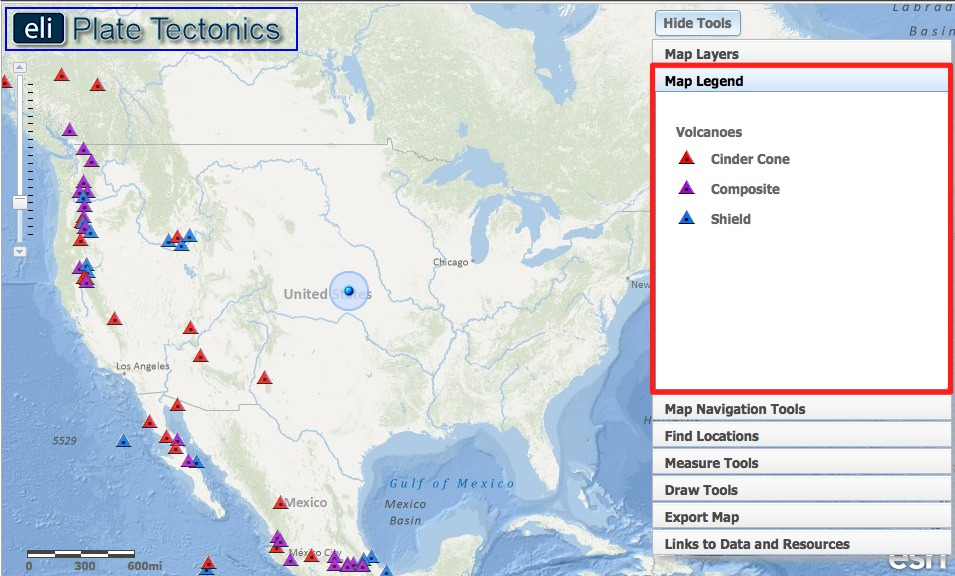 eli Plate Tectonics
Hide Tools
Map Layers
Map Legend
Volcanoes
Cinder Cone
Composite
Shield
Map Navigation Tools
Find Locations
Measure Tools
Draw Tools
Export Map
Links to Data and Resources
Labrad
Basin
Chicago
United States
New
Los Angeles
5529
Gulf of Mexico
Mexico
Basin
Mexico
México City
0 300 600mi
esri